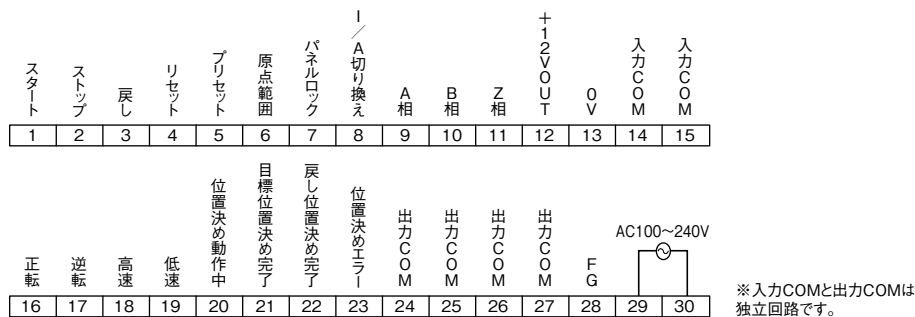 スタート
ストップ
戻し
リセット
プリセット
原点範囲
パネルロック
I/A切り換え
A相
B相
Z相
+12VOUT
0V
入力COM
入力COM
1 2 3 4 5 6 7 8 9 10 11 12 13 14 15
正転
逆転
高速
低速
位置決め動作中
目標位置決め完了
戻し位置決め完了
位置決めエラー
出力COM
出力COM
出力COM
出力COM
FG
AC100~240V
16 17 18 19 20 21 22 23 24 25 26 27 28 29 30
※入力COMと出力COMは
独立回路です。